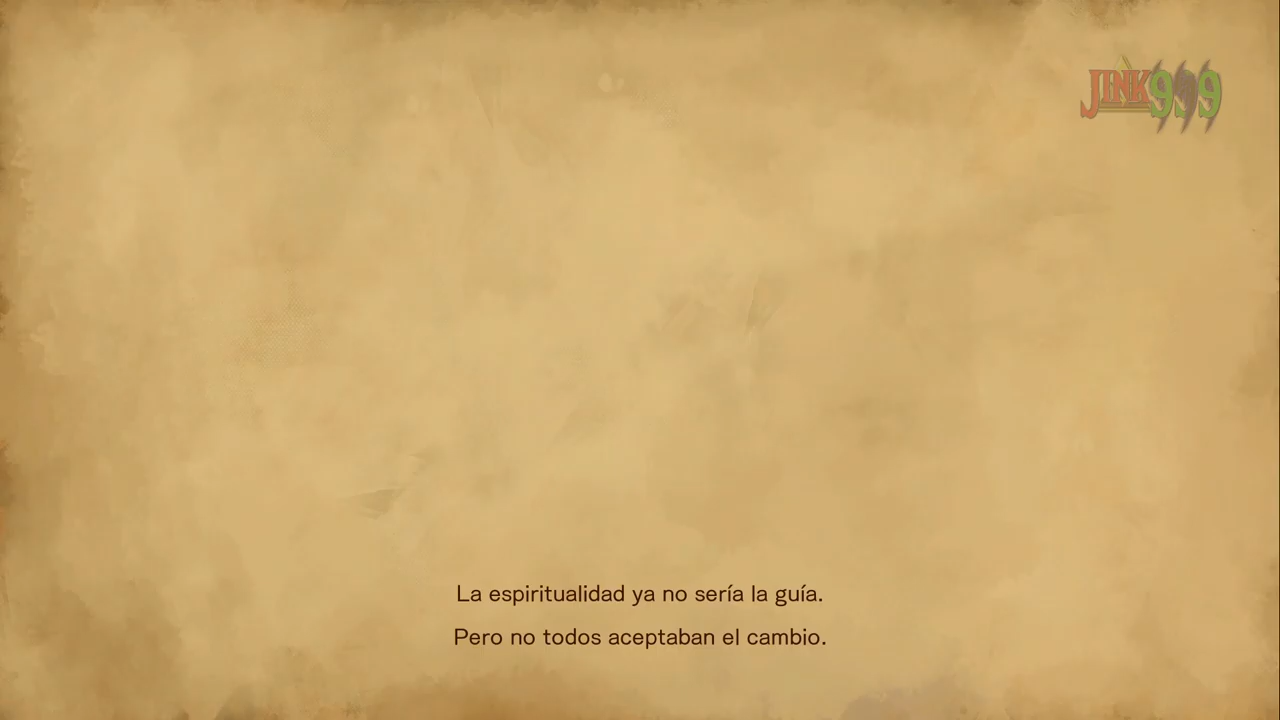 JINK999
La espiritualidad ya no sería la guía.
Pero no todos aceptaban el cambio.